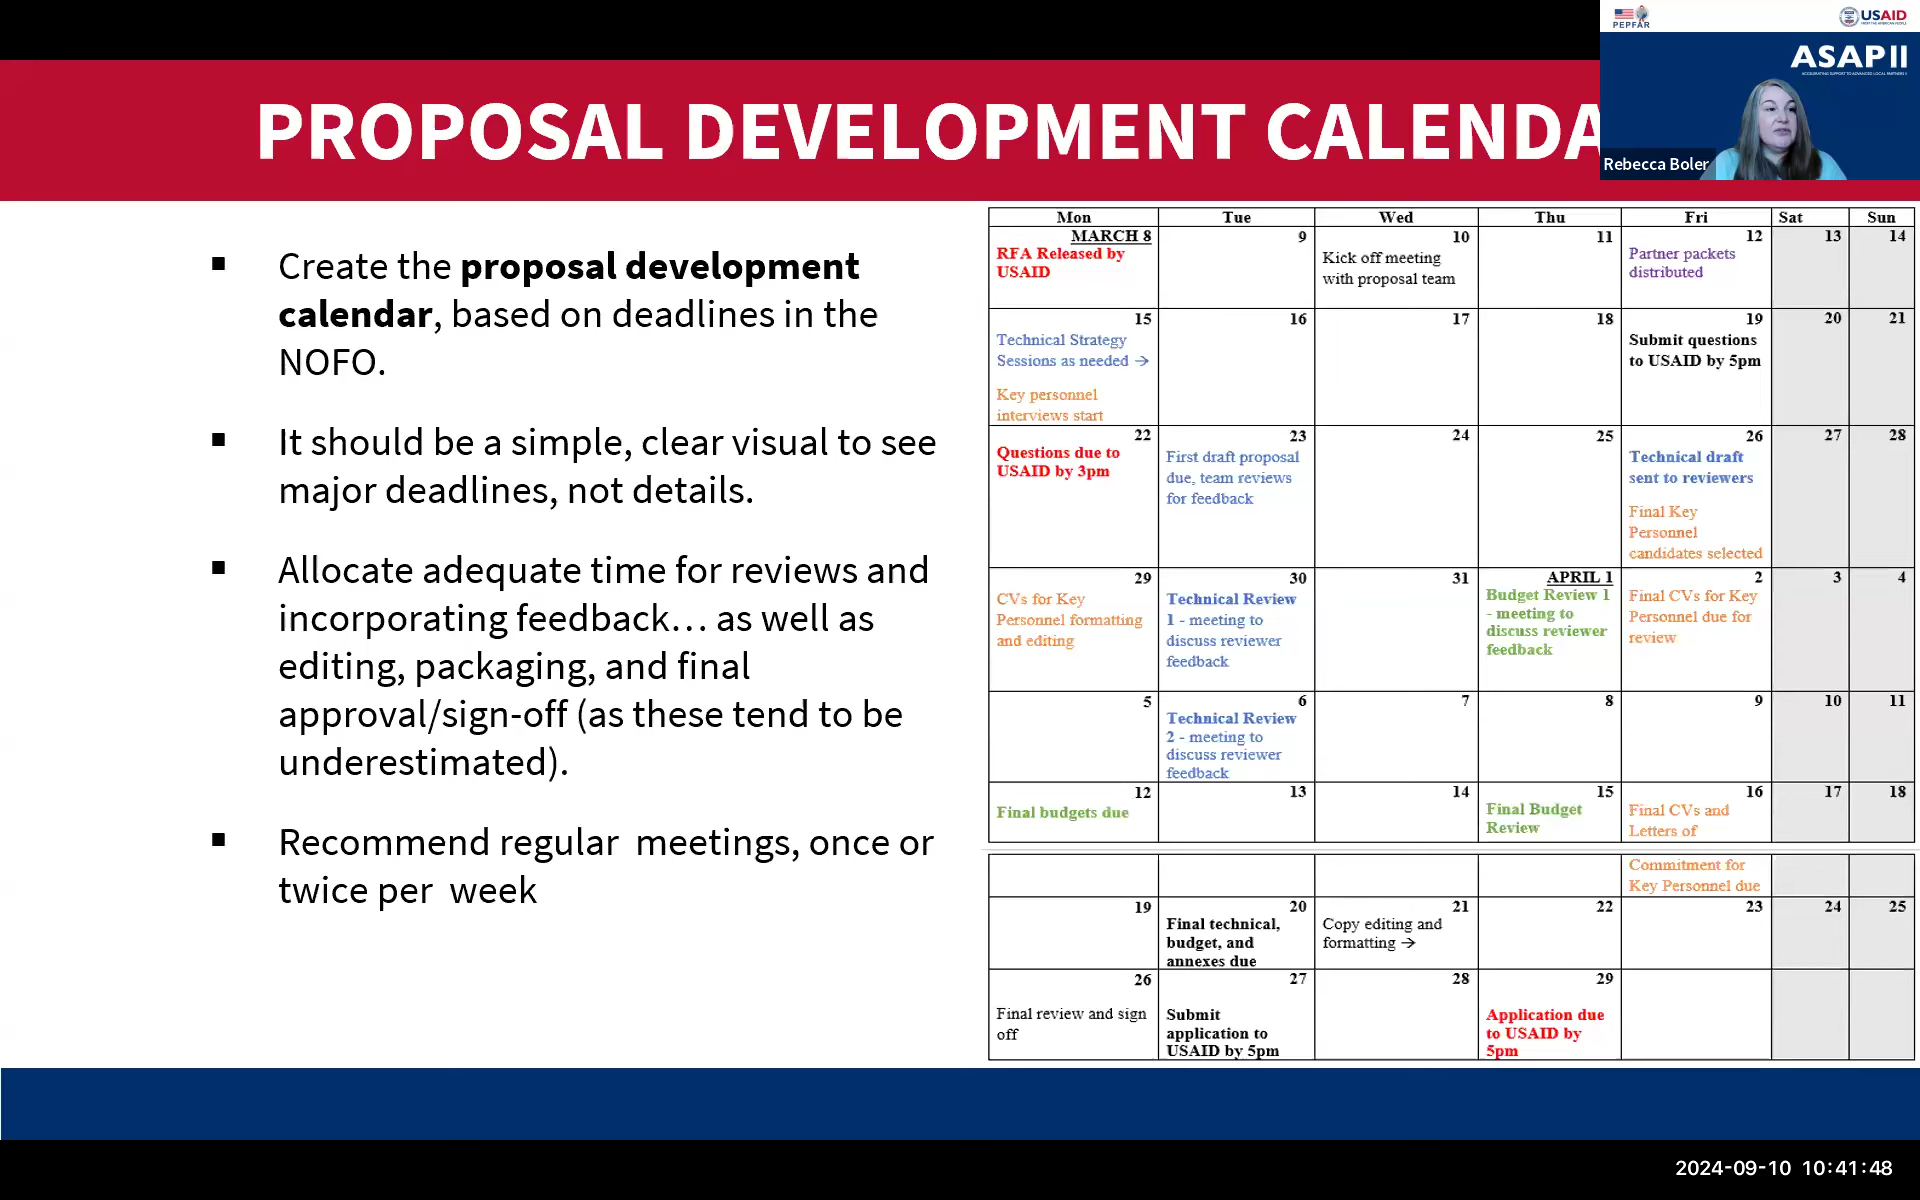 PEPFAR
USAID
FROM THE AMERICAN PEOPLE
ASAP II
ACCELERATING SUPPORT TO ADVANCED LOCAL PARTNERS II
Rebecca Boler
PROPOSAL DEVELOPMENT CALENDA
Create the proposal development
calendar, based on deadlines in the
NOFO.
It should be a simple, clear visual to see
major deadlines, not details.
Allocate adequate time for reviews and
incorporating feedback… as well as
editing, packaging, and final
approval/sign-off (as these tend to be
underestimated).
Recommend regular  meetings, once or
twice per  week
Mon Tue Wed Thu Fri Sat Sun
MARCH 8
RFA Released by
USAID
9
10
Kick off meeting
with proposal team
11
12
Partner packets
distributed
13
14
15
Technical Strategy
Sessions as needed →
Key personnel
interviews start
16
17
18
19
Submit questions
to USAID by 5pm
20
21
22
Questions due to
USAID by 3pm
23
First draft proposal
due, team reviews
for feedback
24
25
26
Technical draft
sent to reviewers
Final Key
Personnel
candidates selected
27
28
29
CVs for Key
Personnel formatting
and editing
30
Technical Review
1 - meeting to
discuss reviewer
feedback
31
APRIL 1
Budget Review 1
- meeting to
discuss reviewer
feedback
2
Final CVs for Key
Personnel due for
review
3
4
5
6
Technical Review
2 - meeting to
discuss reviewer
feedback
7
8
9
10
11
12
Final budgets due
13
14
15
Final Budget
Review
16
Final CVs and
Letters of
Commitment for
Key Personnel due
17
18
19
20
Final technical,
budget, and
annexes due
21
Copy editing and
formatting →
22
23
24
25
26
Final review and sign
off
27
Submit
application to
USAID by 5pm
28
29
Application due
to USAID by
5pm
2024-09-10 10:41:48